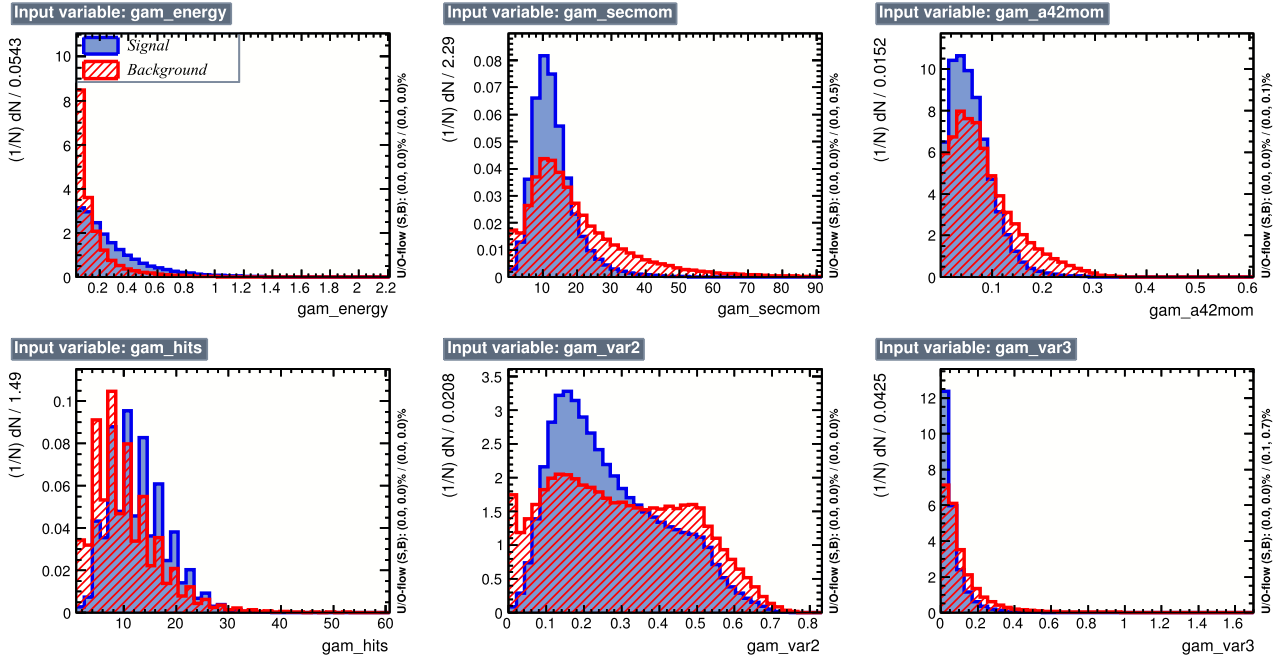 Input variable: gam_energy
(1/N) dN / 0.0543
10
8
6
4
2
0
Signal
Background
0.2 0.4 0.6 0.8 1 1.2 1.4 1.6 1.8 2 2.2
gam_energy
U/O-flow (S,B): (0.0, 0.0)% / (0.0, 0.0)%
Input variable: gam_secmom
(1/N) dN / 2.29
0.08
0.07
0.06
0.05
0.04
0.03
0.02
0.01
0
10 20 30 40 50 60 70 80 90
gam_secmom
U/O-flow (S,B): (0.0, 0.0)% / (0.0, 0.5)%
Input variable: gam_a42mom
(1/N) dN / 0.0152
10
8
6
4
2
0
0.1 0.2 0.3 0.4 0.5 0.6
gam_a42mom
U/O-flow (S,B): (0.0, 0.0)% / (0.0, 0.1)%
Input variable: gam_hits
(1/N) dN / 1.49
0.1
0.08
0.06
0.04
0.02
0
10 20 30 40 50 60
gam_hits
U/O-flow (S,B): (0.0, 0.0)% / (0.0, 0.0)%
Input variable: gam_var2
(1/N) dN / 0.0208
3.5
3
2.5
2
1.5
1
0.5
0
0 0.1 0.2 0.3 0.4 0.5 0.6 0.7 0.8
gam_var2
U/O-flow (S,B): (0.0, 0.0)% / (0.0, 0.0)%
Input variable: gam_var3
(1/N) dN / 0.0425
12
10
8
6
4
2
0
0 0.2 0.4 0.6 0.8 1 1.2 1.4 1.6
gam_var3
U/O-flow (S,B): (0.0, 0.0)% / (0.1, 0.7)%